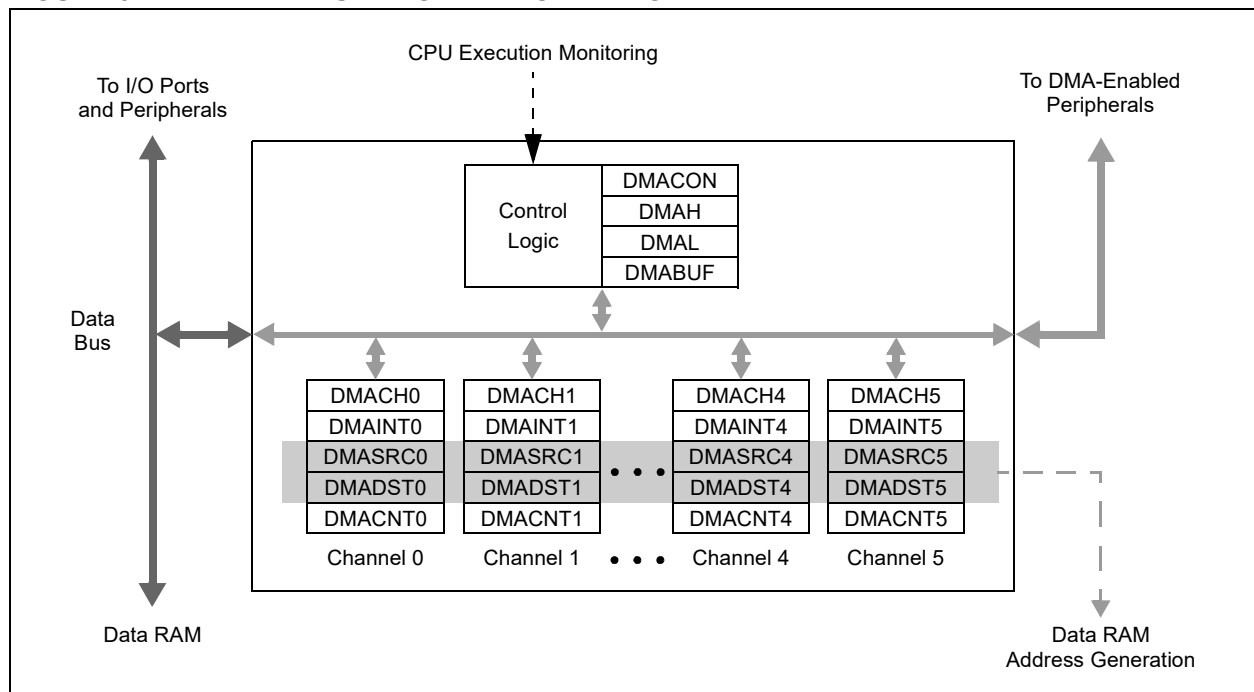 CPU Execution Monitoring
To I/O Ports
and Peripherals
To DMA-Enabled
Peripherals
Control
Logic
DMACON
DMAH
DMAL
DMABUF
Data
Bus
DMACH0
DMAINT0
DMASRC0
DMADST0
DMACNT0
Channel 0
DMACH1
DMAINT1
DMASRC1
DMADST1
DMACNT1
Channel 1
DMACH4
DMAINT4
DMASRC4
DMADST4
DMACNT4
Channel 4
DMACH5
DMAINT5
DMASRC5
DMADST5
DMACNT5
Channel 5
Data RAM
Data RAM
Address Generation